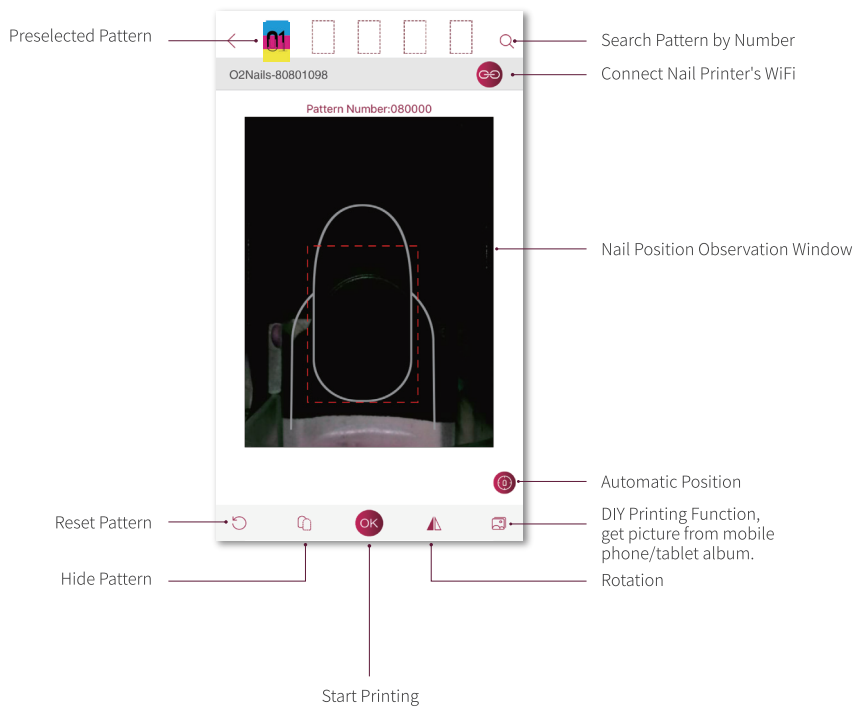 Preselected Pattern
01
Search Pattern by Number
O2Nails-80801098
Connect Nail Printer's WiFi
Pattern Number:080000
Nail Position Observation Window
Automatic Position
Reset Pattern
OK
DIY Printing Function,
get picture from mobile
phone/tablet album.
Hide Pattern
Rotation
Start Printing